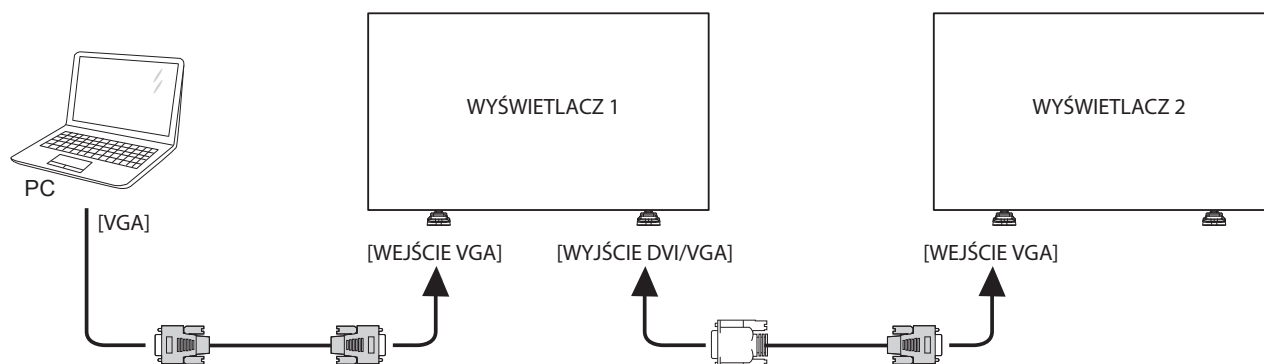 WYŚWIETLACZ 1
WYŚWIETLACZ 2
PC
[VGA]
[WEJŚCIE VGA]
[WYJŚCIE DVI/VGA]
[WEJŚCIE VGA]